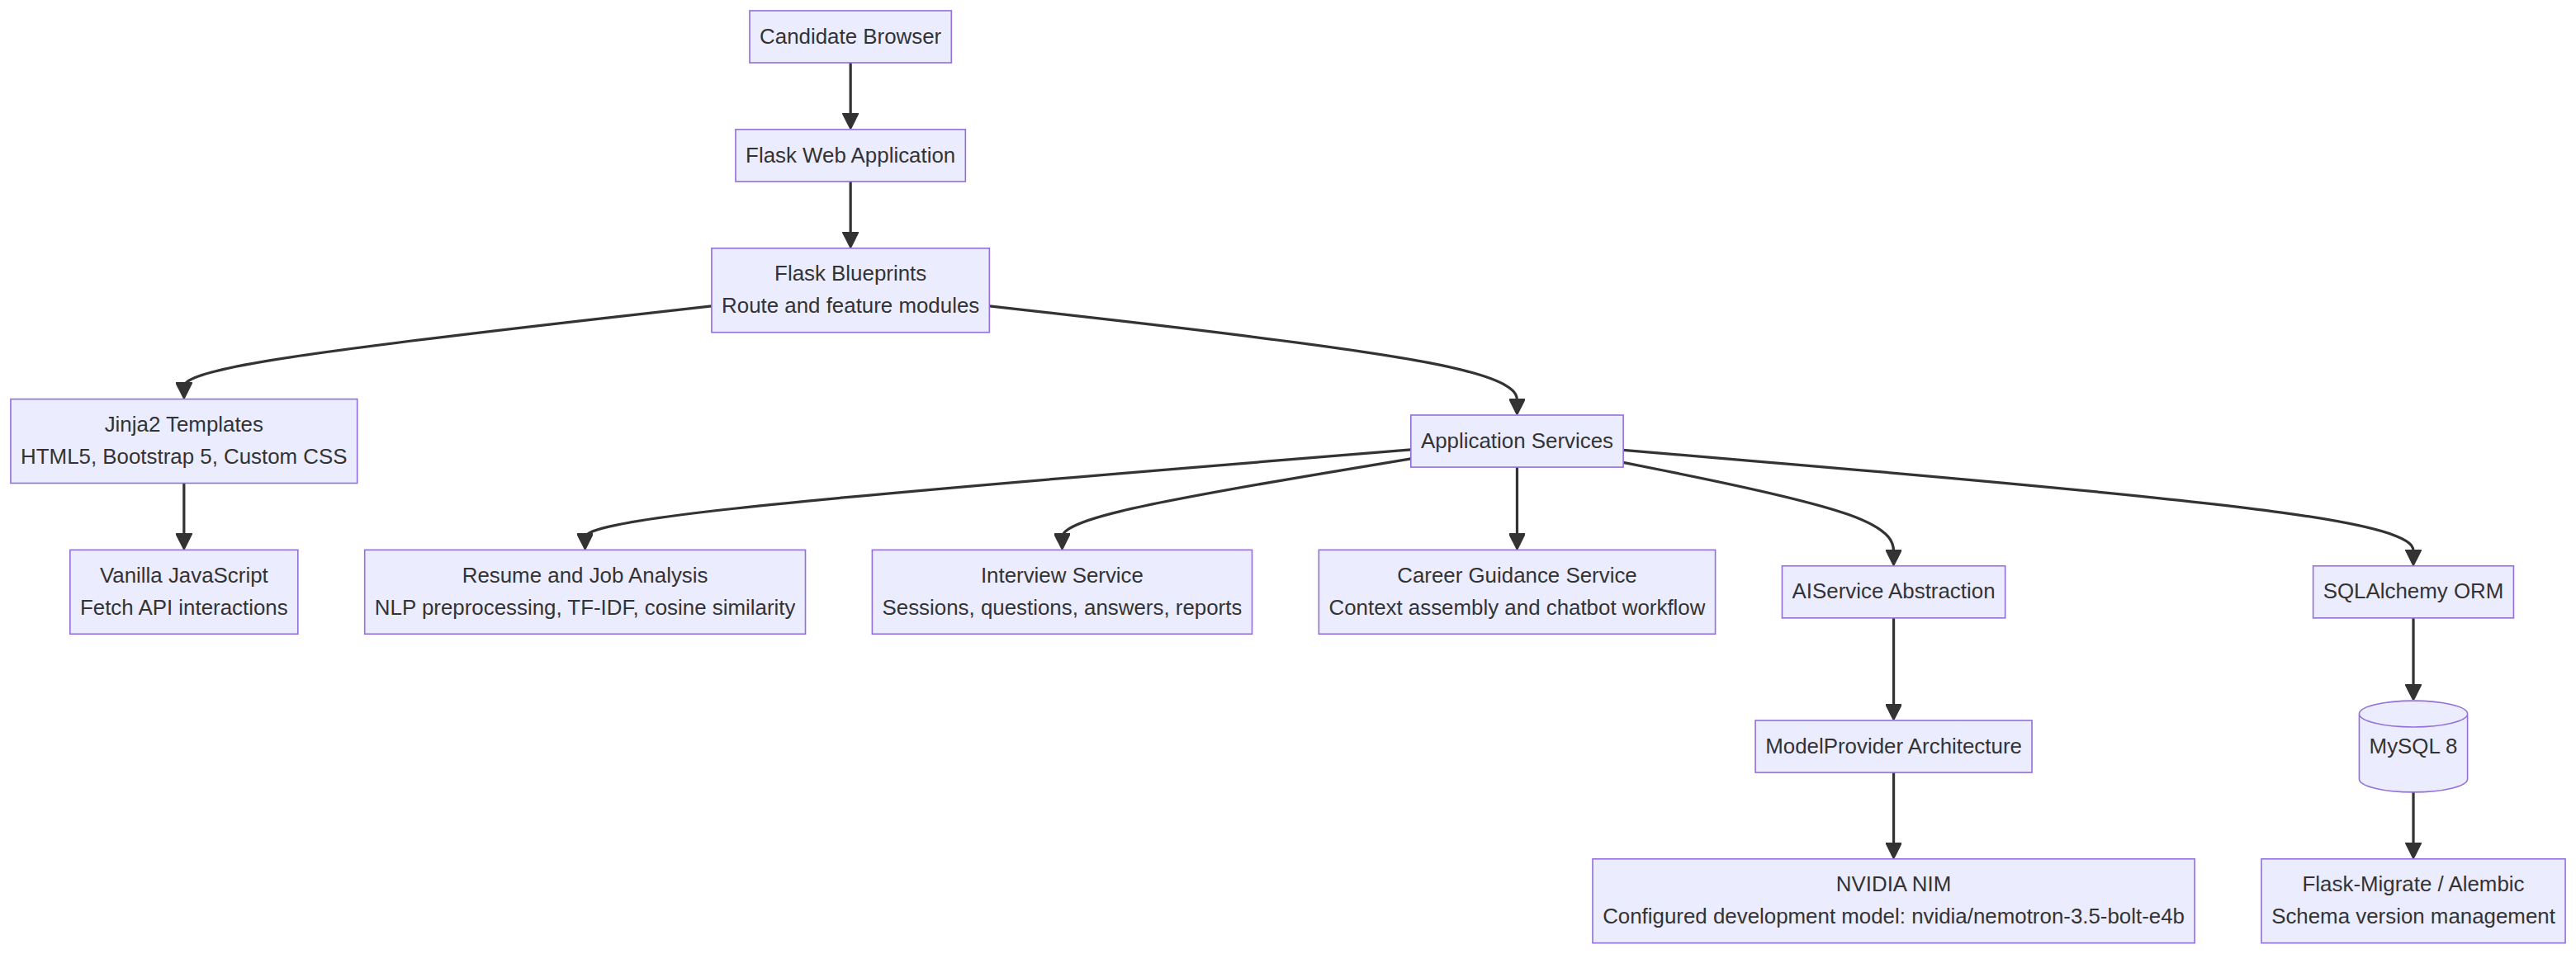 Candidate Browser
Flask Web Application
Flask Blueprints
Route and feature modules
Jinja2 Templates
HTML5, Bootstrap 5, Custom CSS
Application Services
Vanilla JavaScript
Fetch API interactions
Resume and Job Analysis
NLP preprocessing, TF-IDF, cosine similarity
Interview Service
Sessions, questions, answers, reports
Career Guidance Service
Context assembly and chatbot workflow
AIService Abstraction
SQLAlchemy ORM
ModelProvider Architecture
MySQL 8
NVIDIA NIM
Configured development model: nvidia/nemotron-3.5-bolt-e4b
Flask-Migrate / Alembic
Schema version management